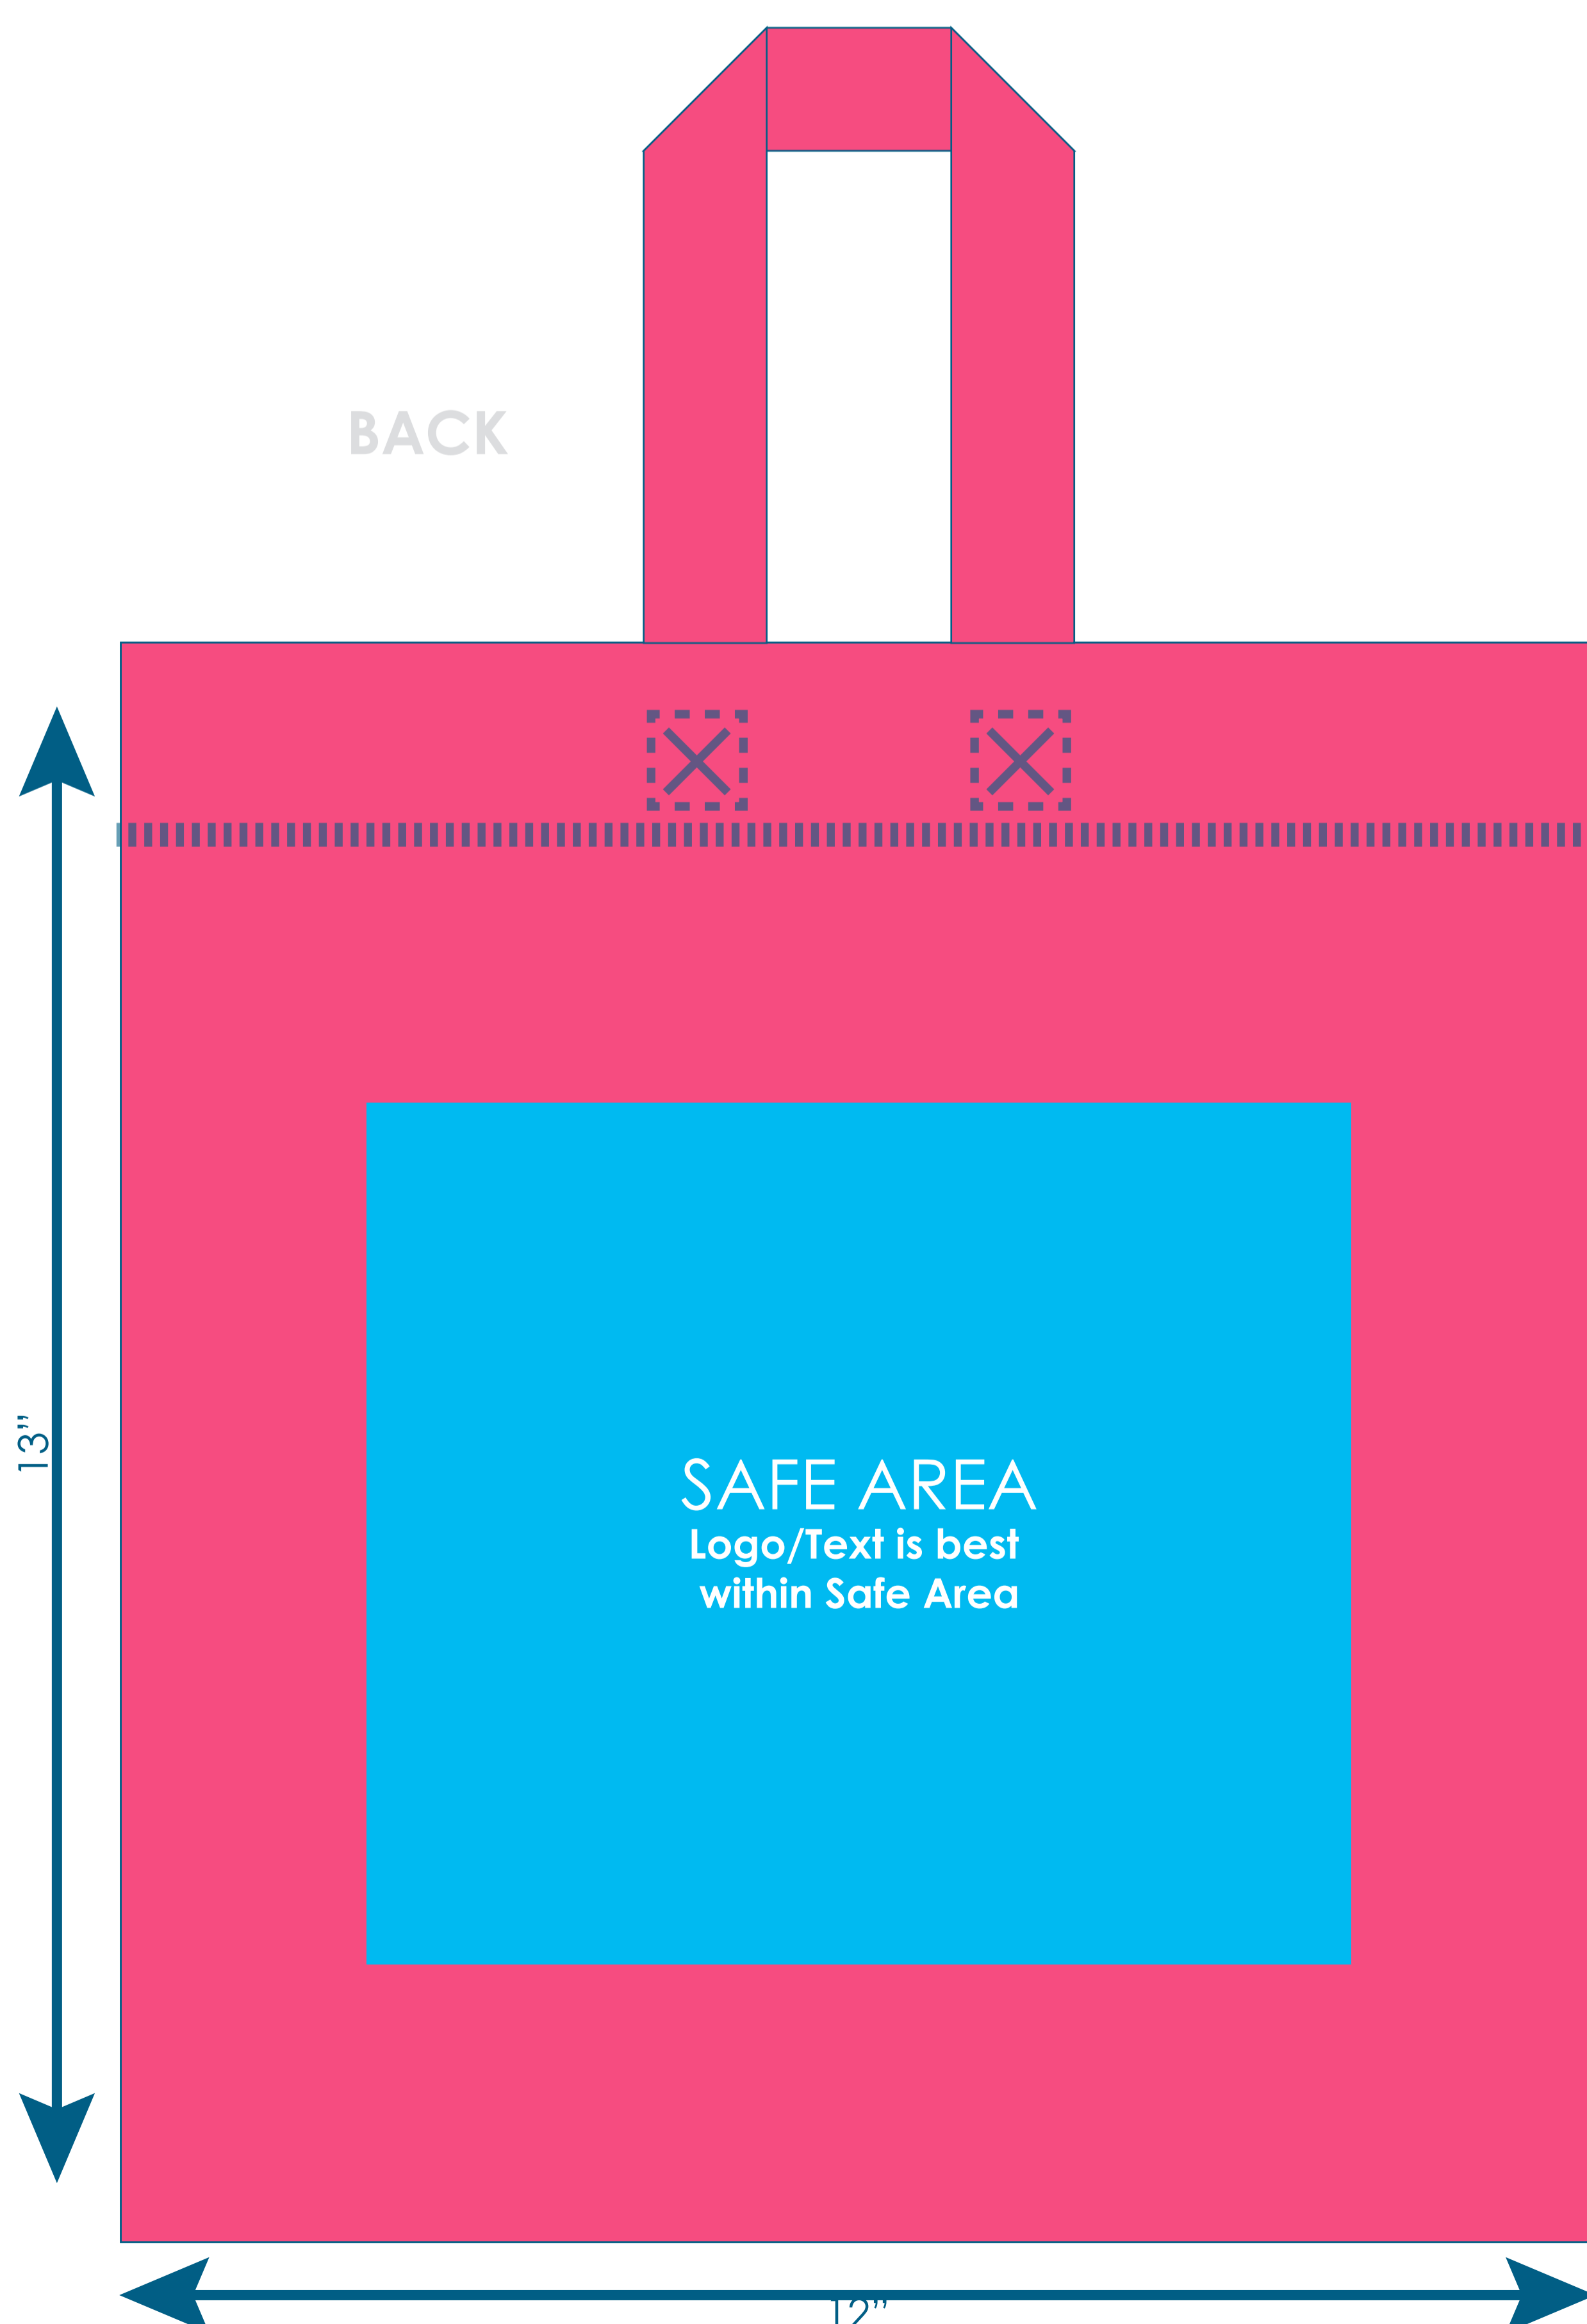 BACK
13”
SAFE AREA
Logo/Text is best
within Safe Area
12”